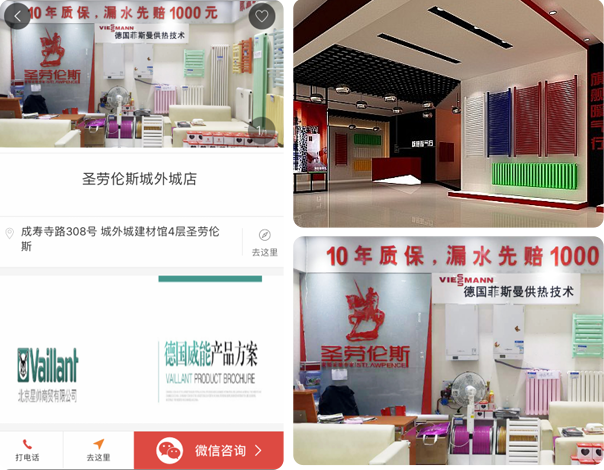 10年质保,漏水先赔1000元
VIESMANN
德国菲斯曼供热技术
圣劳伦斯
圣劳伦斯城外城店
成寿寺路308号 城外城建材馆4层圣劳伦
斯
去这里
Vaillant
北京星帅商贸有限公司
德国威能产品方案
VAILLANT PRODUCT BROCHURE
打电话
去这里
微信咨询
10年质保,漏水先赔1000
VIESSMANN
德国菲斯曼供热技术
圣劳伦斯